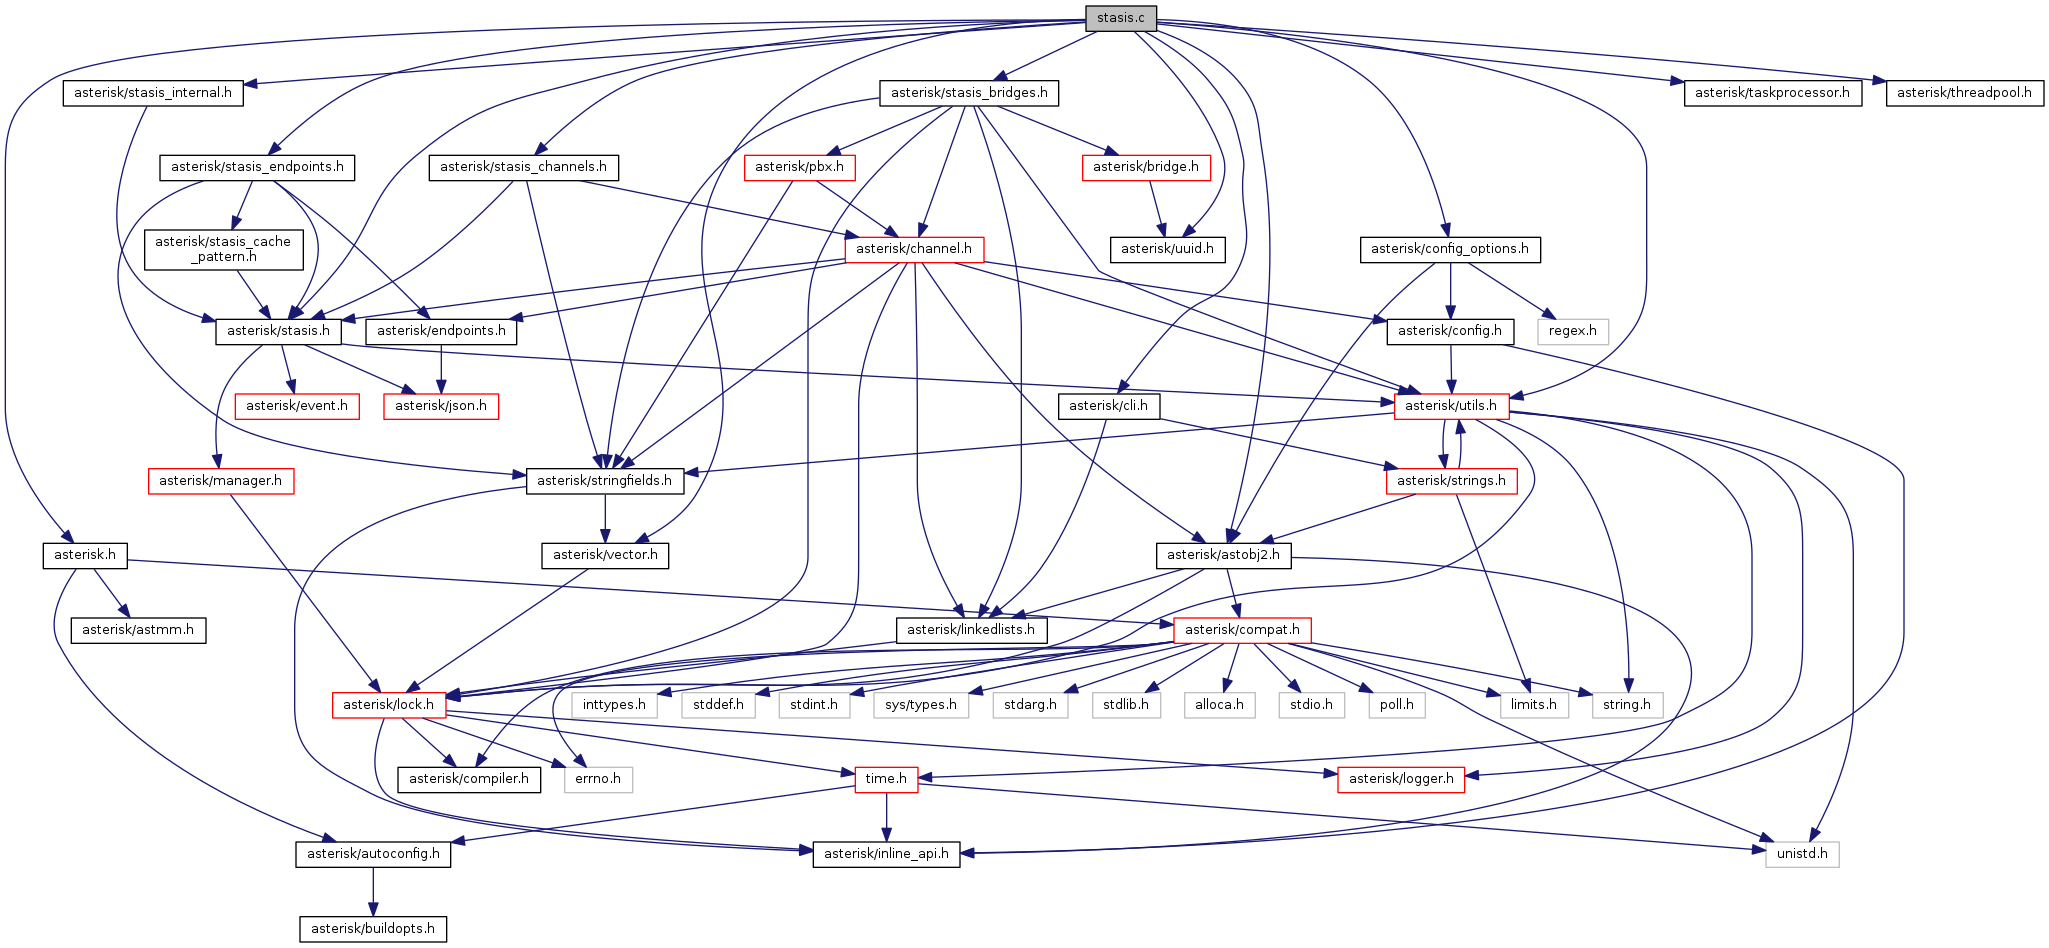 stasis.c
asterisk/stasis_internal.h
asterisk/stasis_bridges.h
asterisk/taskprocessor.h
asterisk/threadpool.h
asterisk/stasis_endpoints.h
asterisk/stasis_channels.h
asterisk/pbx.h
asterisk/bridge.h
asterisk/stasis_cache
_pattern.h
asterisk/channel.h
asterisk/uuid.h
asterisk/config_options.h
asterisk/stasis.h
asterisk/endpoints.h
asterisk/config.h
regex.h
asterisk/event.h
asterisk/json.h
asterisk/cli.h
asterisk/utils.h
asterisk/manager.h
asterisk/stringfields.h
asterisk/strings.h
asterisk.h
asterisk/vector.h
asterisk/astobj2.h
asterisk/astmm.h
asterisk/linkedlists.h
asterisk/compat.h
asterisk/lock.h
inttypes.h
stddef.h
stdint.h
sys/types.h
stdarg.h
stdlib.h
alloca.h
stdio.h
poll.h
limits.h
string.h
asterisk/compiler.h
errno.h
time.h
asterisk/logger.h
asterisk/autoconfig.h
asterisk/inline_api.h
unistd.h
asterisk/buildopts.h